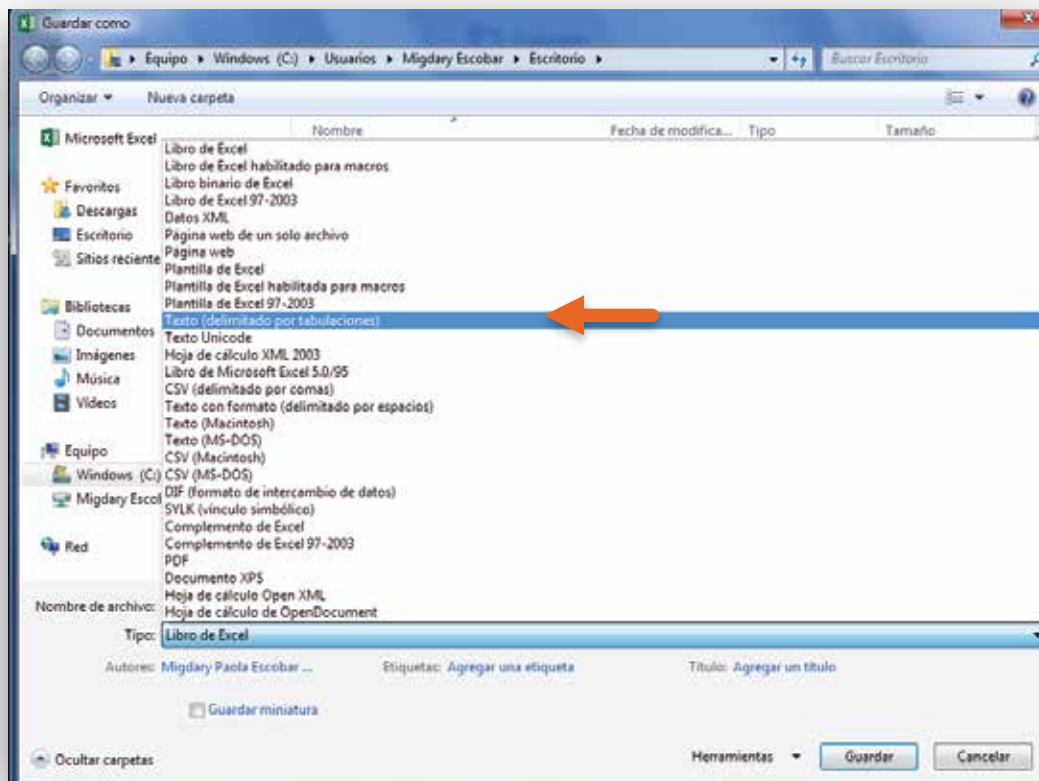 Guardar como
Equipo Windows (C:) Usuarios Migdary Escobar Escritorio
Buscar Escritorio
Organizar Nueva carpeta
Nombre Fecha de modifica... Tipo Tamaño
Microsoft Excel
Favoritos
Descargas
Escritorio
Sitios reciente
Bibliotecas
Documentos
Imágenes
Música
Vídeos
Equipo
Windows (C:)
Migdary Escol
Red
Libro de Excel
Libro de Excel habilitado para macros
Libro binario de Excel
Libro de Excel 97-2003
Datos XML
Página web de un solo archivo
Página web
Plantilla de Excel
Plantilla de Excel habilitada para macros
Plantilla de Excel 97-2003
Texto (delimitado por tabulaciones)
Texto Unicode
Hoja de cálculo XML 2003
Libro de Microsoft Excel 5.0/95
CSV (delimitado por comas)
Texto con formato (delimitado por espacios)
Texto (Macintosh)
Texto (MS-DOS)
CSV (Macintosh)
CSV (MS-DOS)
DIF (formato de intercambio de datos)
SYLK (vínculo simbólico)
Complemento de Excel
Complemento de Excel 97-2003
PDF
Documento XPS
Hoja de cálculo Open XML
Hoja de cálculo de OpenDocument
Nombre de archivo:
Tipo: Libro de Excel
Autores: Migdary Paola Escobar ... Etiquetas: Agregar una etiqueta Título: Agregar un título
Guardar miniatura
Ocultar carpetas Herramientas Guardar Cancelar